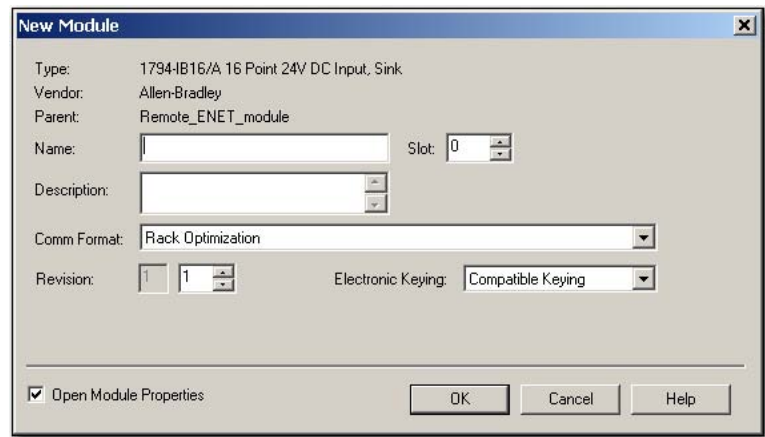 New Module
Type: 1794-IB16/A 16 Point 24V DC Input, Sink
Vendor: Allen-Bradley
Parent: Remote_ENET_module
Name: Slot: 0
Description:
Comm Format: Rack Optimization
Revision: 1 1 Electronic Keying: Compatible Keying
Open Module Properties OK Cancel Help